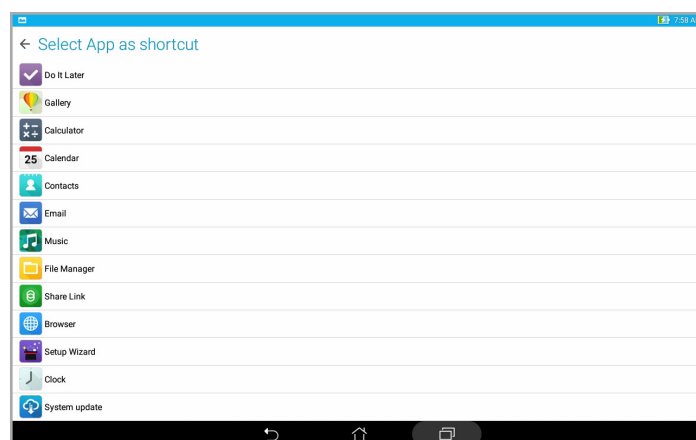 7:58 A
Select App as shortcut
Do It Later
Gallery
Calculator
25 Calendar
Contacts
Email
Music
File Manager
Share Link
Browser
Setup Wizard
Clock
System update